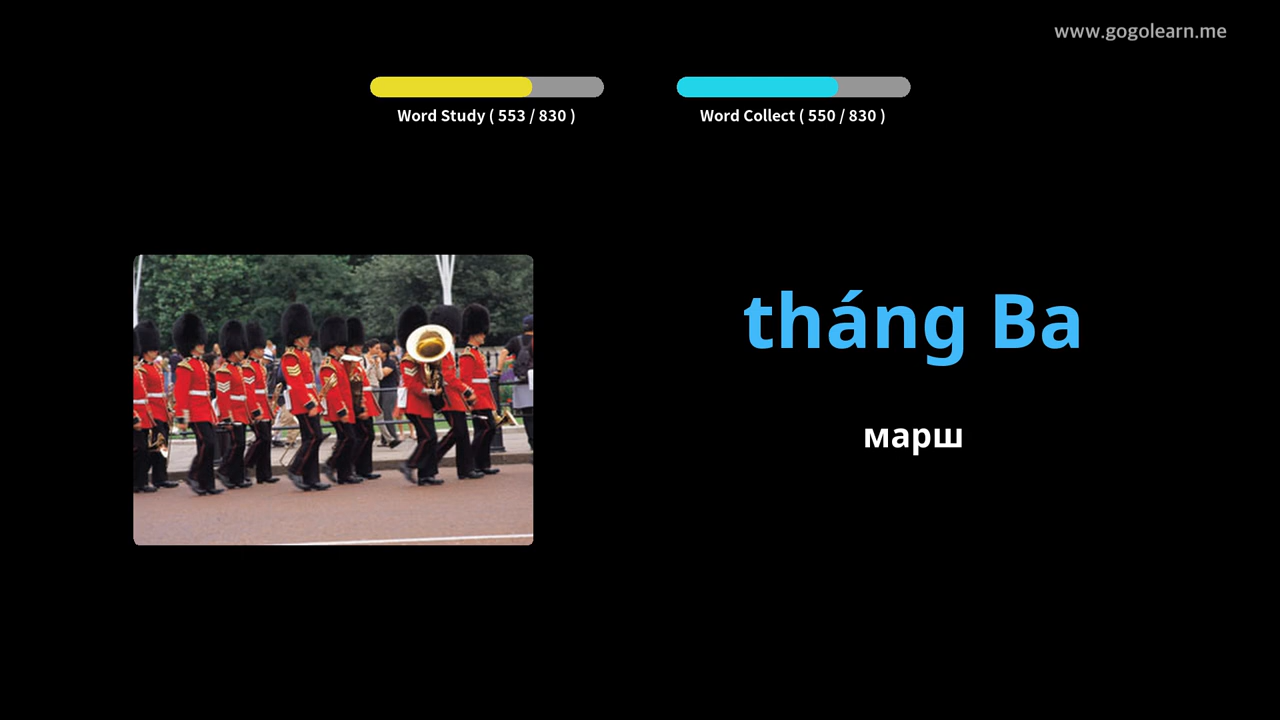 www.gogolearn.me
Word Study ( 553 / 830 )
Word Collect ( 550 / 830 )
tháng Ba
марш